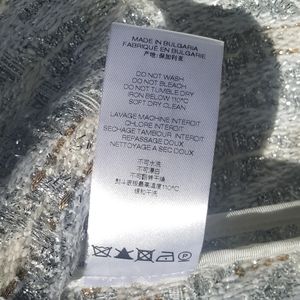 MADE IN BULGARIA
FABRIQUÉ EN BULGARIE
产地:保加利亚
DO NOT WASH
DO NOT BLEACH
DO NOT TUMBLE DRY
IRON BELOW 110°C
SOFT DRY CLEAN
LAVAGE MACHINE INTERDIT
CHLORE INTERDIT
SECHAGE TAMBOUR INTERDIT
REPASSAGE DOUX
NETTOYAGE A SEC DOUX
不可水洗
不可漂白
不可翻转干燥
熨斗底板最高温度110°C
缓和干洗